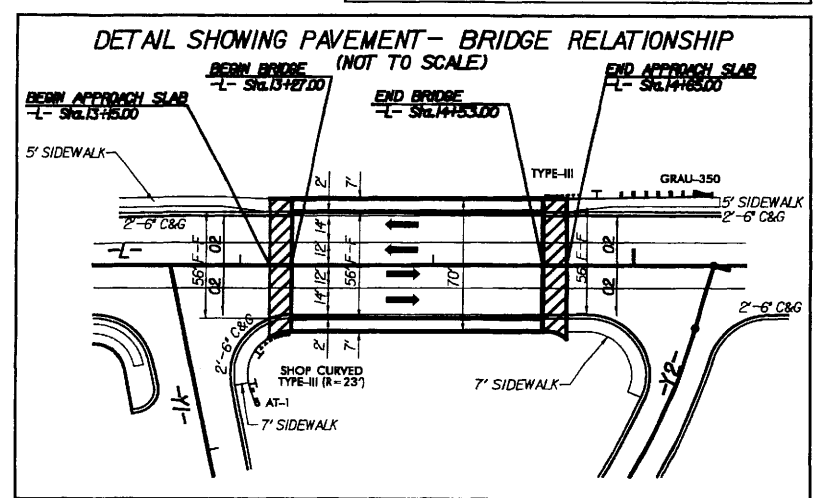 DETAIL SHOWING PAVEMENT- BRIDGE RELATIONSHIP
(NOT TO SCALE)
BEGIN BRIDGE
-L- Sta.13+27.00
END APPROACH SLAB
-L- Sta.14+65.00
BEGIN APPROACH SLAB
-L- Sta.13+15.00
END BRIDGE
-L- Sta.14+53.00
5' SIDEWALK
TYPE-III
GRAU-350
2'
7'
5' SIDEWALK
2'-6" C&G
2'-6" C&G
-L-
56' F-F
14'
12'
12'
14'
56' F-F
70'
56' F-F
2'-6" C&G
2'-6" C&G
2'
7'
SHOP CURVED
TYPE-III (R=23')
AT-1
7' SIDEWALK
7' SIDEWALK
-Y2-